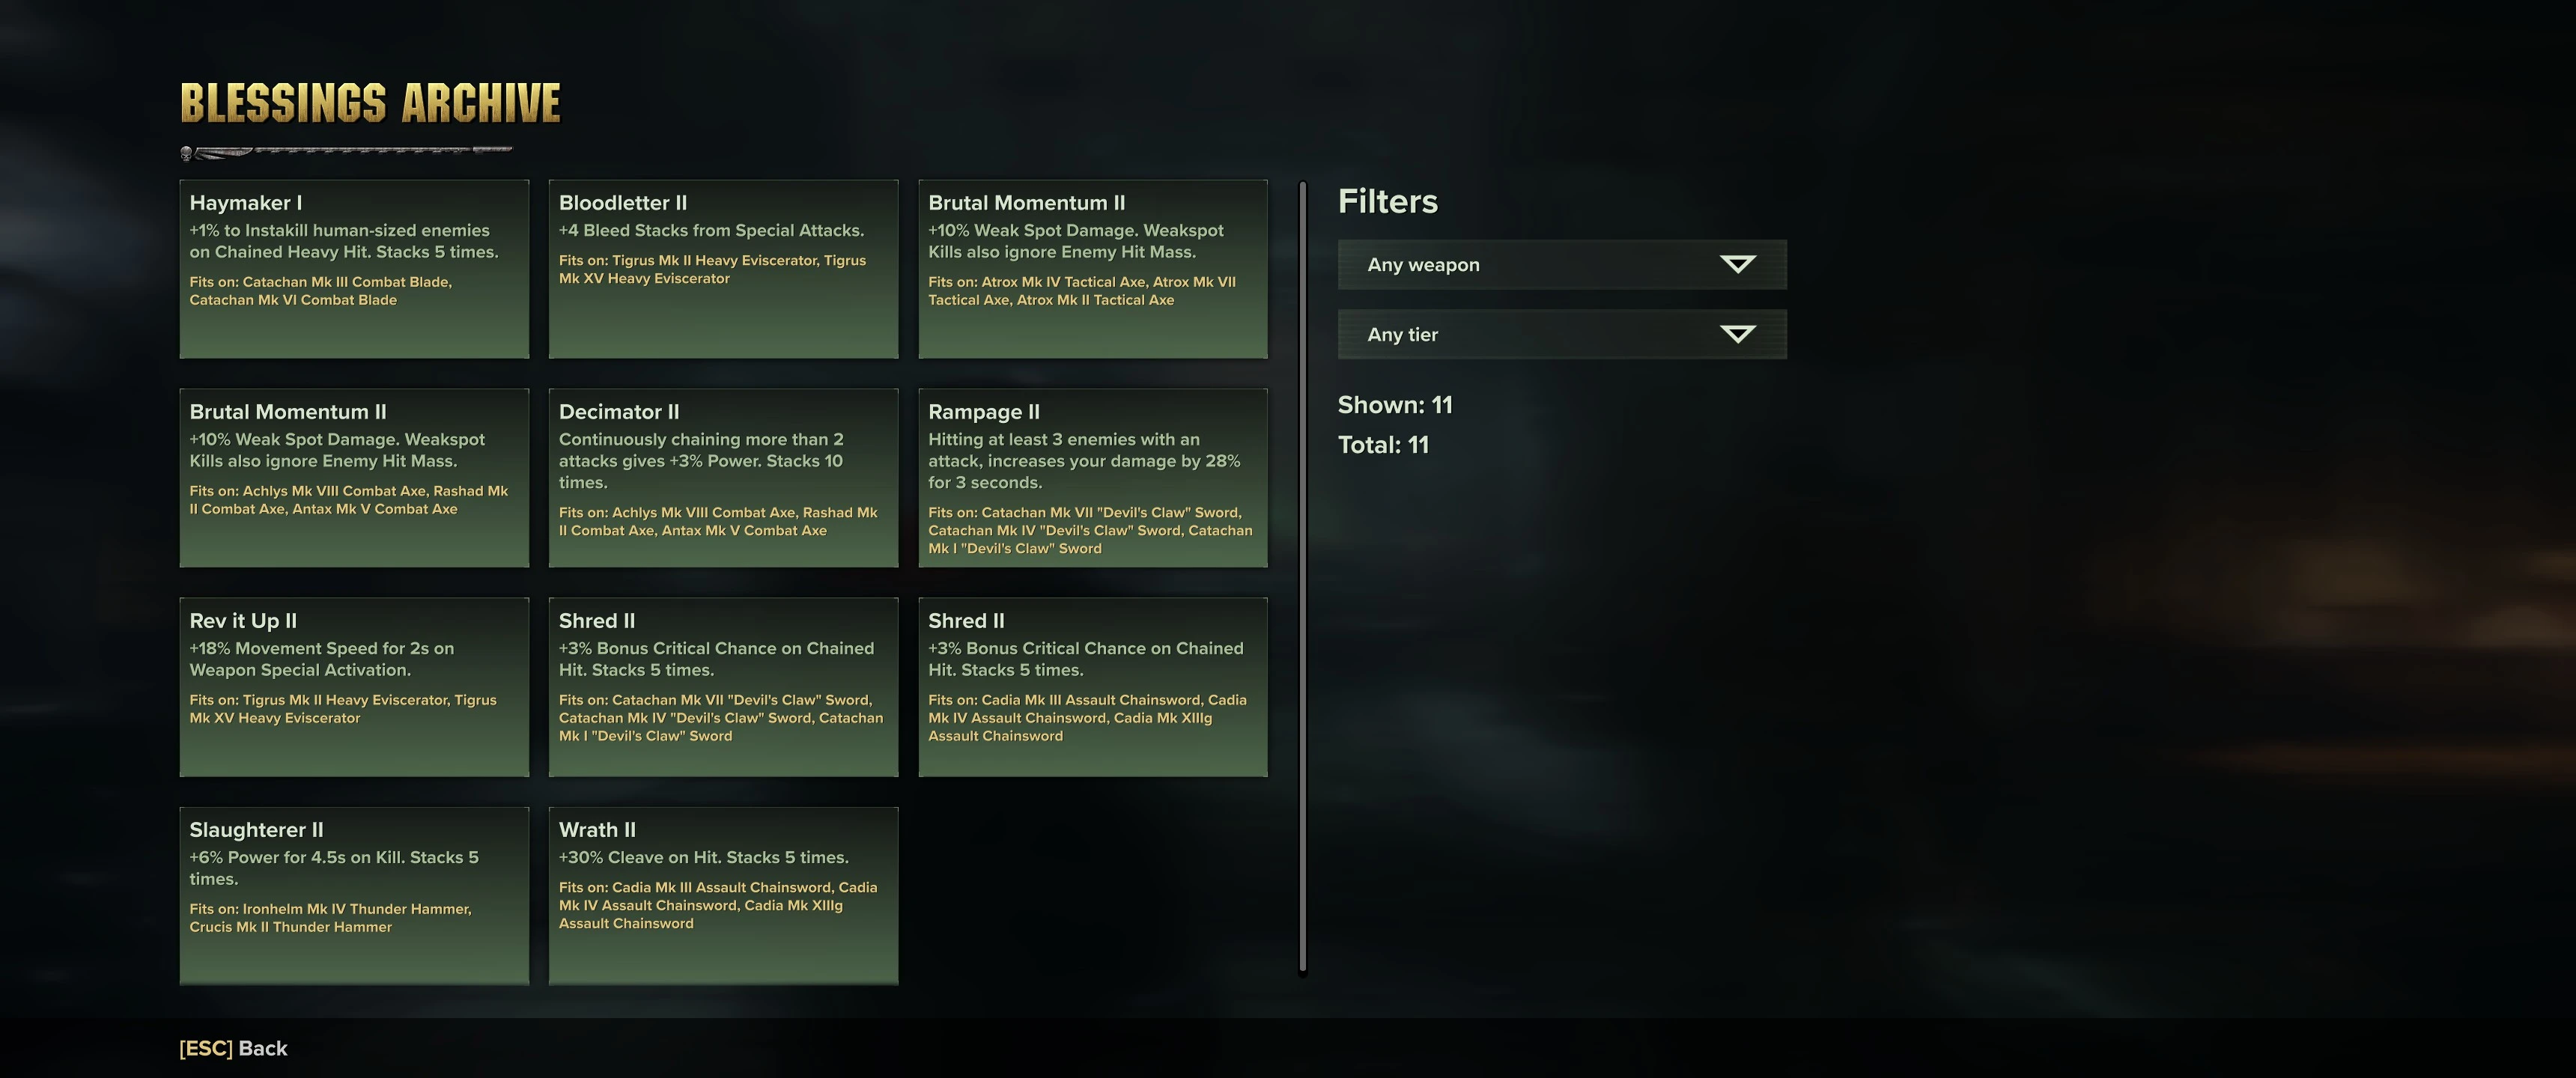 BLESSINGS ARCHIVE
Haymaker I
+1% to Instakill human-sized enemies
on Chained Heavy Hit. Stacks 5 times.
Fits on: Catachan Mk III Combat Blade,
Catachan Mk VI Combat Blade
Bloodletter II
+4 Bleed Stacks from Special Attacks.
Fits on: Tigrus Mk II Heavy Eviscerator, Tigrus
Mk XV Heavy Eviscerator
Brutal Momentum II
+10% Weak Spot Damage. Weakspot
Kills also ignore Enemy Hit Mass.
Fits on: Atrox Mk IV Tactical Axe, Atrox Mk VII
Tactical Axe, Atrox Mk II Tactical Axe
Brutal Momentum II
+10% Weak Spot Damage. Weakspot
Kills also ignore Enemy Hit Mass.
Fits on: Achlys Mk VIII Combat Axe, Rashad Mk
II Combat Axe, Antax Mk V Combat Axe
Decimator II
Continuously chaining more than 2
attacks gives +3% Power. Stacks 10
times.
Fits on: Achlys Mk VIII Combat Axe, Rashad Mk
II Combat Axe, Antax Mk V Combat Axe
Rampage II
Hitting at least 3 enemies with an
attack, increases your damage by 28%
for 3 seconds.
Fits on: Catachan Mk VII "Devil's Claw" Sword,
Catachan Mk IV "Devil's Claw" Sword, Catachan
Mk I "Devil's Claw" Sword
Rev it Up II
+18% Movement Speed for 2s on
Weapon Special Activation.
Fits on: Tigrus Mk II Heavy Eviscerator, Tigrus
Mk XV Heavy Eviscerator
Shred II
+3% Bonus Critical Chance on Chained
Hit. Stacks 5 times.
Fits on: Catachan Mk VII "Devil's Claw" Sword,
Catachan Mk IV "Devil's Claw" Sword, Catachan
Mk I "Devil's Claw" Sword
Shred II
+3% Bonus Critical Chance on Chained
Hit. Stacks 5 times.
Fits on: Cadia Mk III Assault Chainsword, Cadia
Mk IV Assault Chainsword, Cadia Mk XIIIg
Assault Chainsword
Slaughterer II
+6% Power for 4.5s on Kill. Stacks 5
times.
Fits on: Ironhelm Mk IV Thunder Hammer,
Crucis Mk II Thunder Hammer
Wrath II
+30% Cleave on Hit. Stacks 5 times.
Fits on: Cadia Mk III Assault Chainsword, Cadia
Mk IV Assault Chainsword, Cadia Mk XIIIg
Assault Chainsword
Filters
Any weapon
Any tier
Shown: 11
Total: 11
[ESC] Back